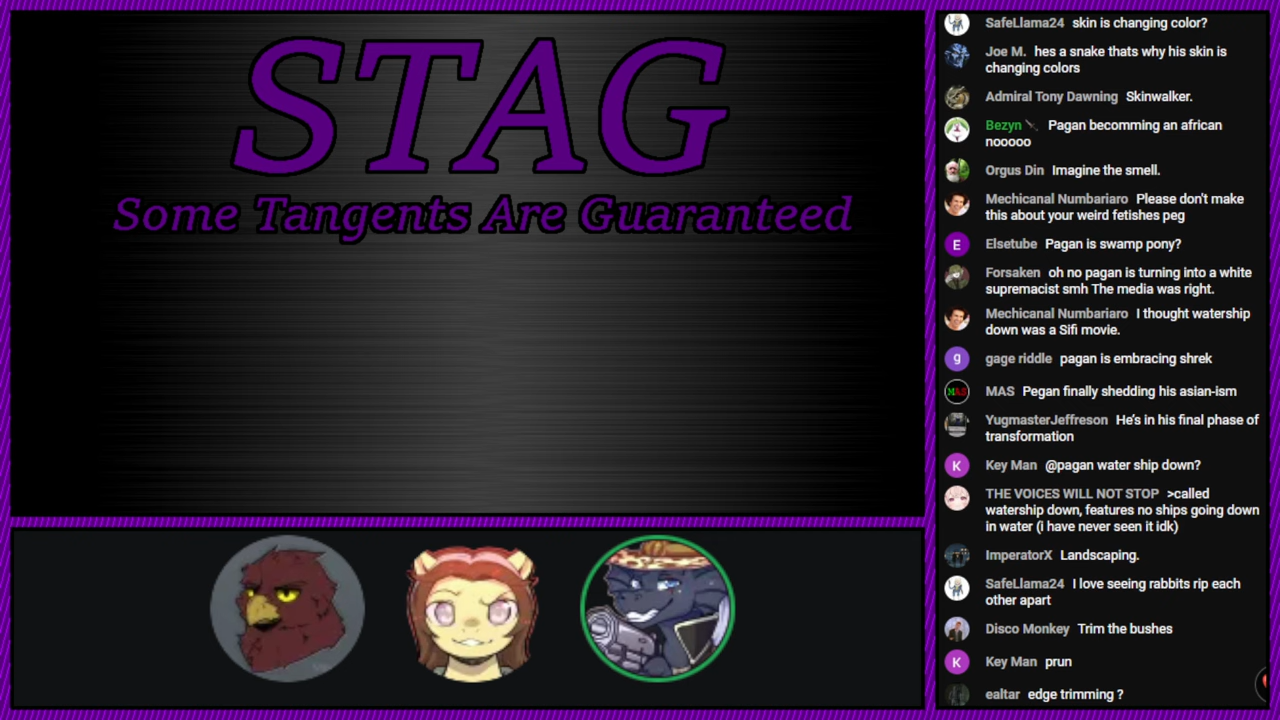 STAG
Some Tangents Are Guaranteed
SafeLlama24 skin is changing color?
Joe M. hes a snake thats why his skin is
changing colors
Admiral Tony Dawning Skinwalker.
Bezyn Pagan becomming an african
nooooo
Orgus Din Imagine the smell.
Mechicanal Numbariaro Please don't make
this about your weird fetishes peg
E
Elsetube Pagan is swamp pony?
Forsaken oh no pagan is turning into a white
supremacist smh The media was right.
Mechicanal Numbariaro I thought watership
down was a Sifi movie.
g
gage riddle pagan is embracing shrek
MAS
MAS Pegan finally shedding his asian-ism
YugmasterJeffreson He's in his final phase of
transformation
K
Key Man @pagan water ship down?
THE VOICES WILL NOT STOP >called
watership down, features no ships going down
in water (i have never seen it idk)
ImperatorX Landscaping.
SafeLlama24 I love seeing rabbits rip each
other apart
Disco Monkey Trim the bushes
K
Key Man prun
ealtar edge trimming ?